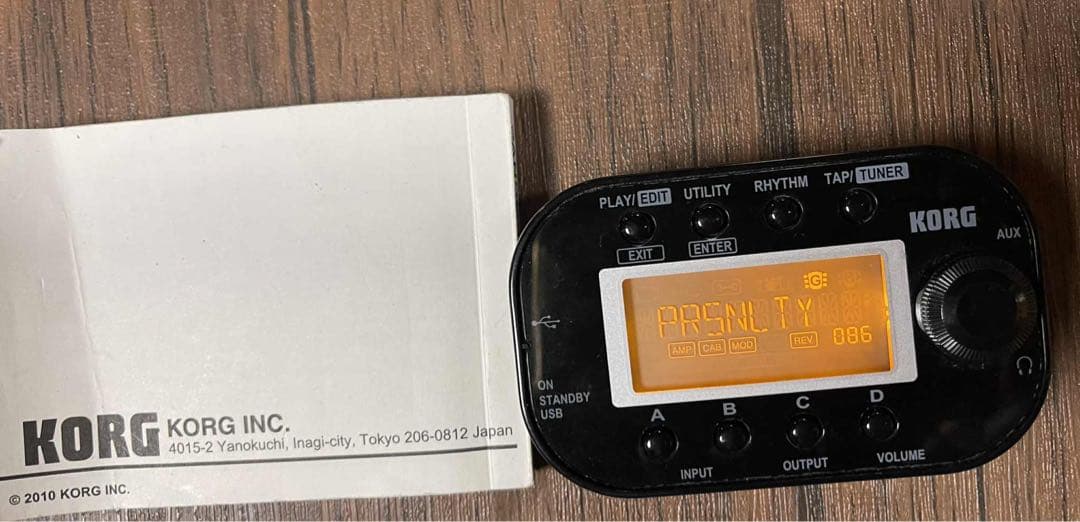 KORG KORG INC.
4015-2 Yanokuchi, Inagi-city, Tokyo 206-0812 Japan
© 2010 KORG INC.
PLAY/EDIT UTILITY RHYTHM TAP/TUNER
EXIT ENTER
KORG
AUX
PRSNLTY
AMP CAB MOD REV 086
ON
STANDBY
USB
A B C D
INPUT OUTPUT VOLUME